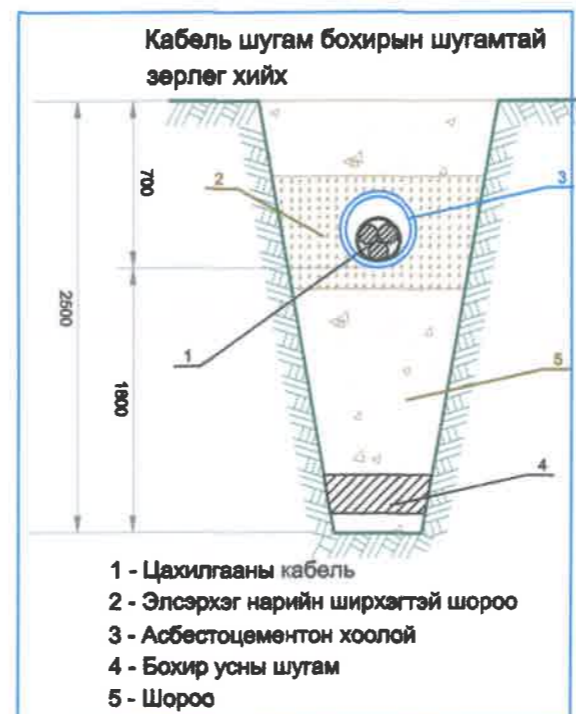 Кабель шугам бохирын шугамтай
зөрлөг хийх
700
2
3
2500
1
5
1800
4
1 - Цахилгааны кабель
2 - Элсэрхэг нарийн ширхэгтэй шороо
3 - Асбестоцементон хоолой
4 - Бохир усны шугам
5 - Шороо